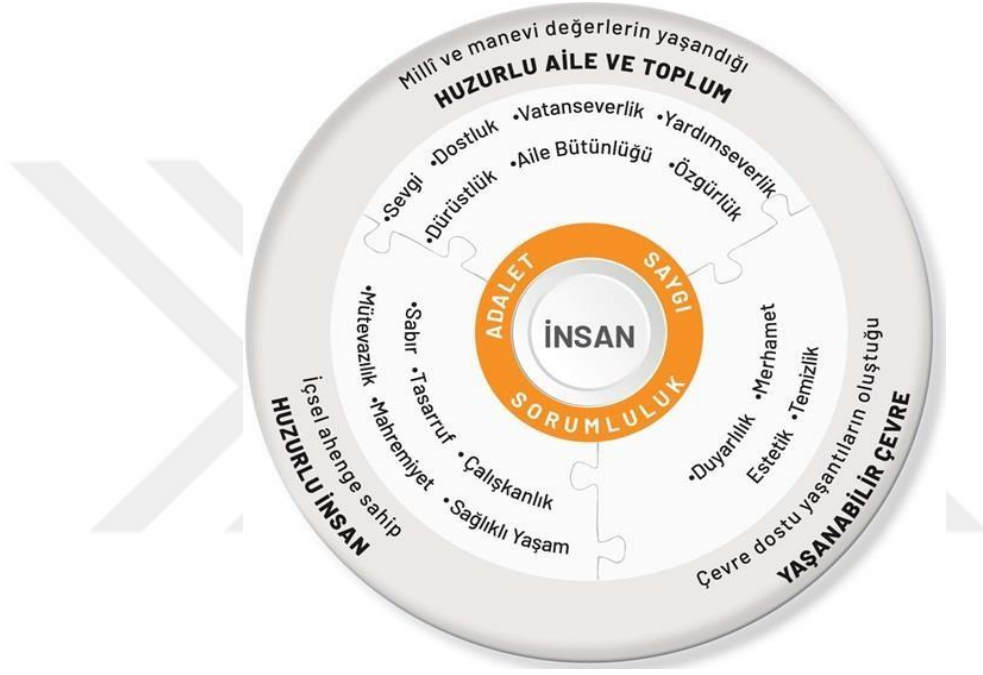 Millî ve manevi değerlerin yaşandığı
HUZURLU AİLE VE TOPLUM
•Sevgi •Dostluk •Vatanseverlik •Yardımseverlik
•Dürüstlük •Aile Bütünlüğü •Özgürlük
ADALET
SAYGI
SORUMLULUK
İNSAN
•Sabır •Tasarruf •Çalışkanlık
•Mütevazılık •Mahremiyet •Sağlıklı Yaşam
İçsel ahenge sahip
HUZURLU İNSAN
•Duyarlılık •Merhamet
Estetik •Temizlik
Çevre dostu yaşantıların oluştuğu
YAŞANABİLİR ÇEVRE